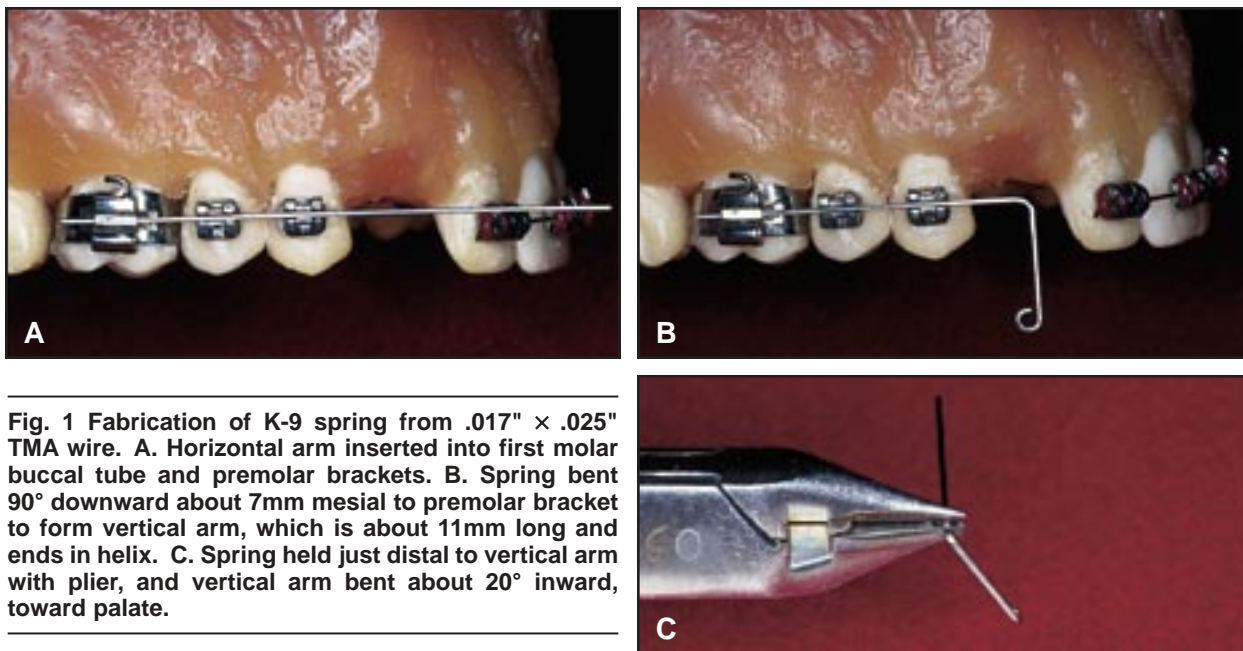 A
B
Fig. 1 Fabrication of K-9 spring from .017" × .025"
TMA wire. A. Horizontal arm inserted into first molar
buccal tube and premolar brackets. B. Spring bent
90° downward about 7mm mesial to premolar bracket
to form vertical arm, which is about 11mm long and
ends in helix. C. Spring held just distal to vertical arm
with plier, and vertical arm bent about 20° inward,
toward palate.
C